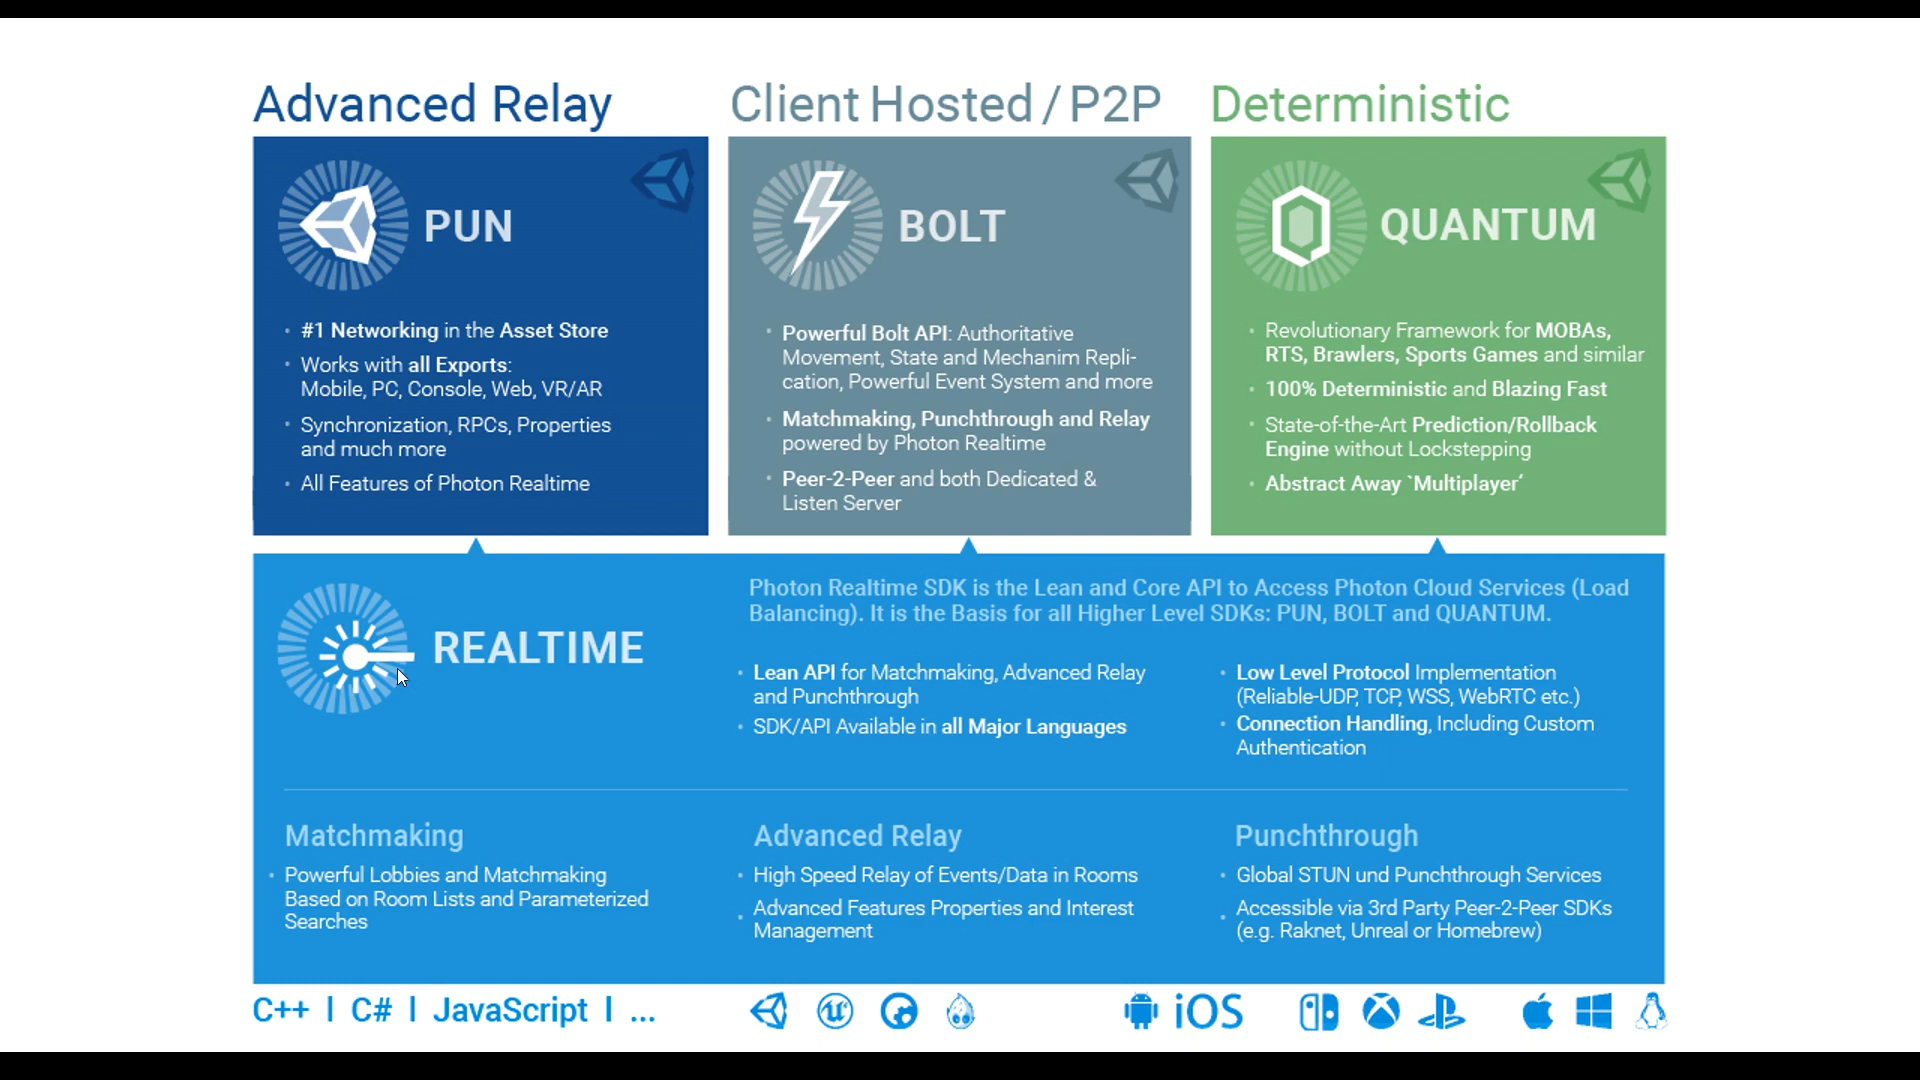 Advanced Relay
PUN
#1 Networking in the Asset Store
Works with all Exports:
Mobile, PC, Console, Web, VR/AR
Synchronization, RPCs, Properties
and much more
All Features of Photon Realtime
Client Hosted / P2P
BOLT
Powerful Bolt API: Authoritative
Movement, State and Mechanim Repli-
cation, Powerful Event System and more
Matchmaking, Punchthrough and Relay
powered by Photon Realtime
Peer-2-Peer and both Dedicated &
Listen Server
Deterministic
QUANTUM
Revolutionary Framework for MOBAs,
RTS, Brawlers, Sports Games and similar
100% Deterministic and Blazing Fast
State-of-the-Art Prediction/Rollback
Engine without Lockstepping
Abstract Away `Multiplayer´
REALTIME
Photon Realtime SDK is the Lean and Core API to Access Photon Cloud Services (Load
Balancing). It is the Basis for all Higher Level SDKs: PUN, BOLT and QUANTUM.
Lean API for Matchmaking, Advanced Relay
and Punchthrough
SDK/API Available in all Major Languages
Low Level Protocol Implementation
(Reliable-UDP, TCP, WSS, WebRTC etc.)
Connection Handling, Including Custom
Authentication
Matchmaking
Powerful Lobbies and Matchmaking
Based on Room Lists and Parameterized
Searches
Advanced Relay
High Speed Relay of Events/Data in Rooms
Advanced Features Properties and Interest
Management
Punchthrough
Global STUN und Punchthrough Services
Accessible via 3rd Party Peer-2-Peer SDKs
(e.g. Raknet, Unreal or Homebrew)
C++ | C# | JavaScript | ...
iOS